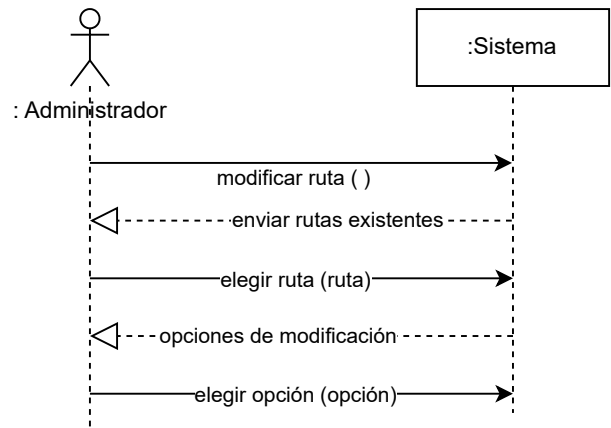 :Sistema
: Administrador
modificar ruta ( )
enviar rutas existentes
elegir ruta (ruta)
opciones de modificación
elegir opción (opción)